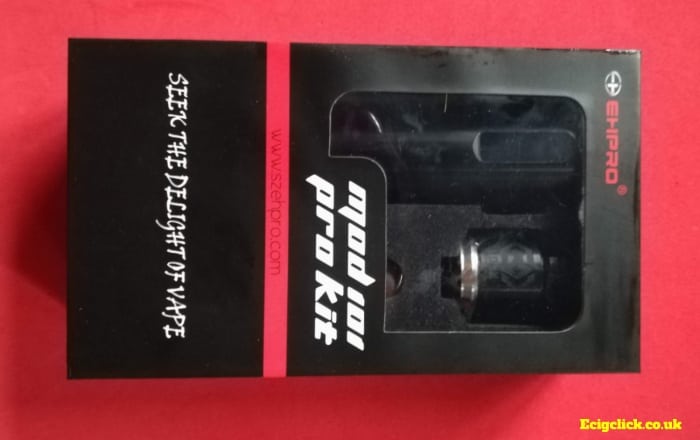 EHPRO®
mod 101
pro kit
www.szehpro.com
SEEK THE DELIGHT OF VAPE
Ecigclick.co.uk